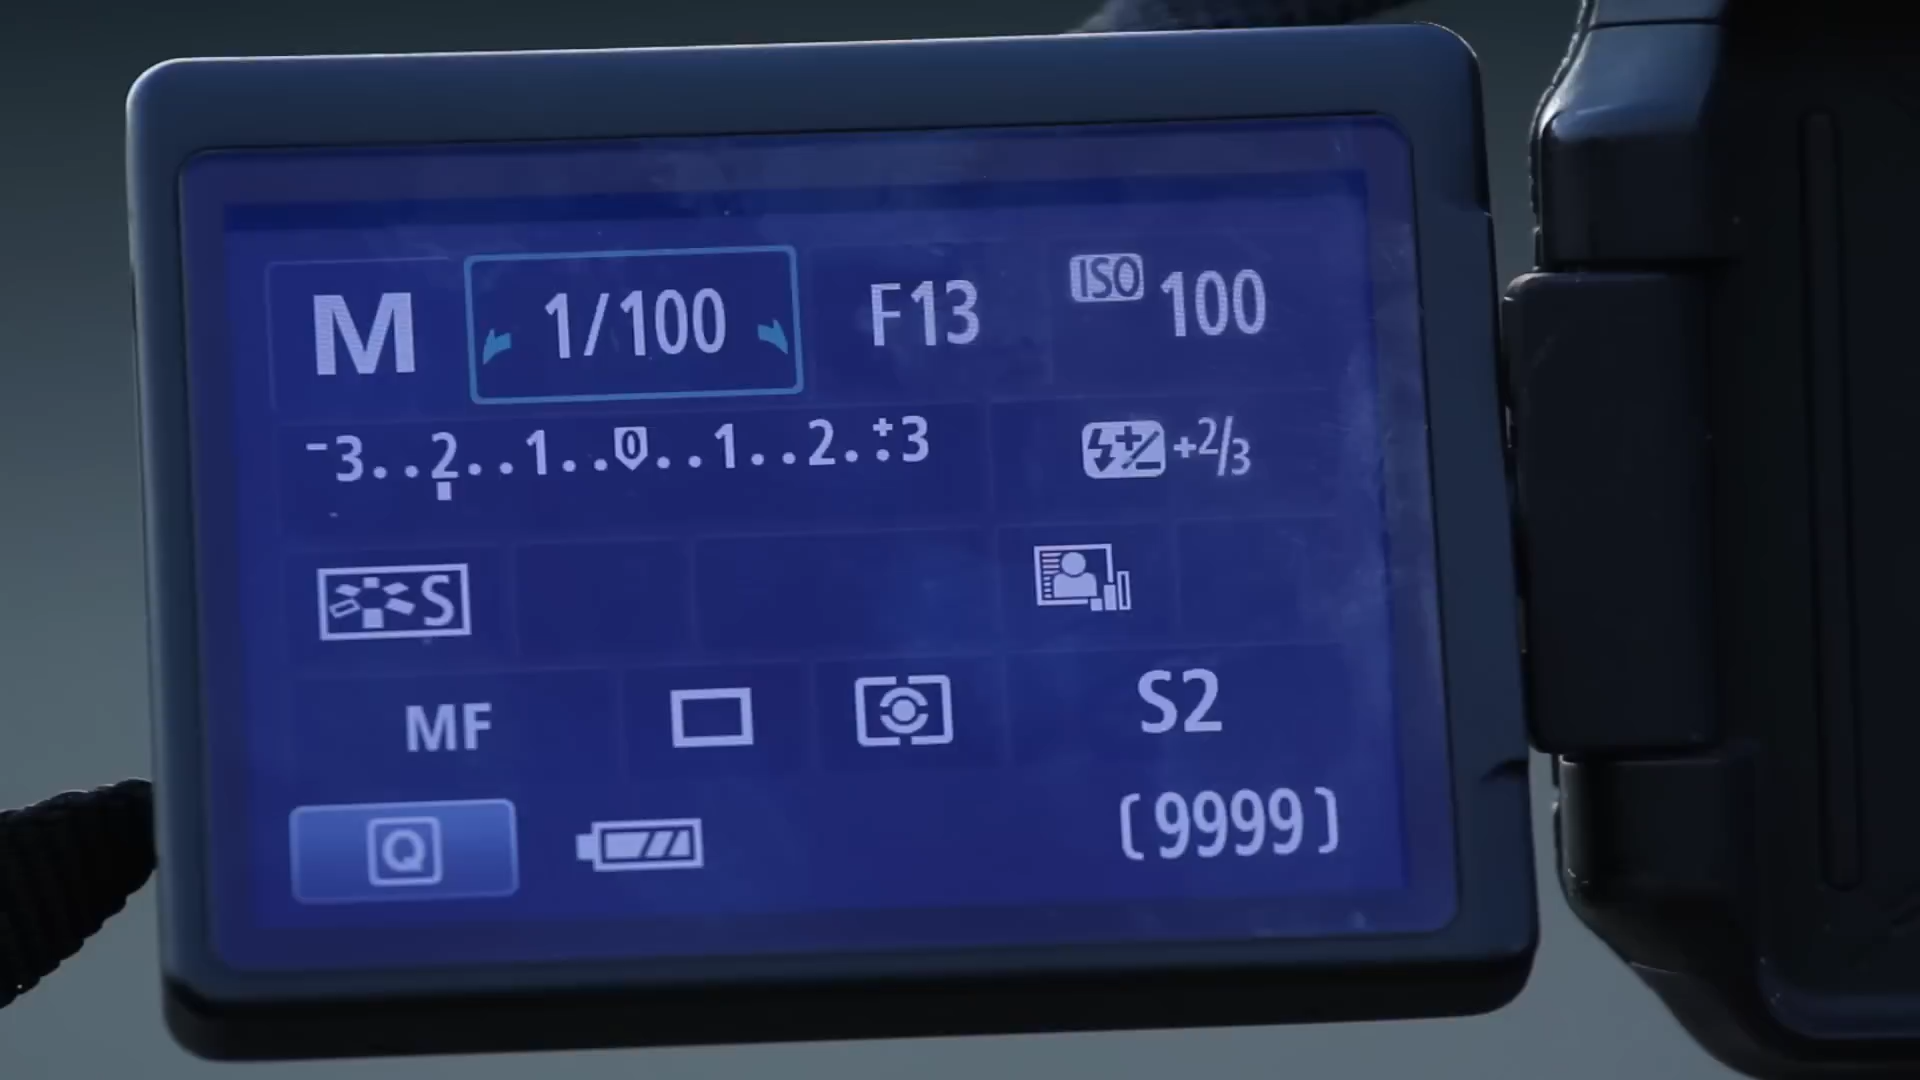 M 1/100 F13 ISO 100
-3..2..1..0..1..2.:+3 +2/3
S
MF S2
Q [9999]